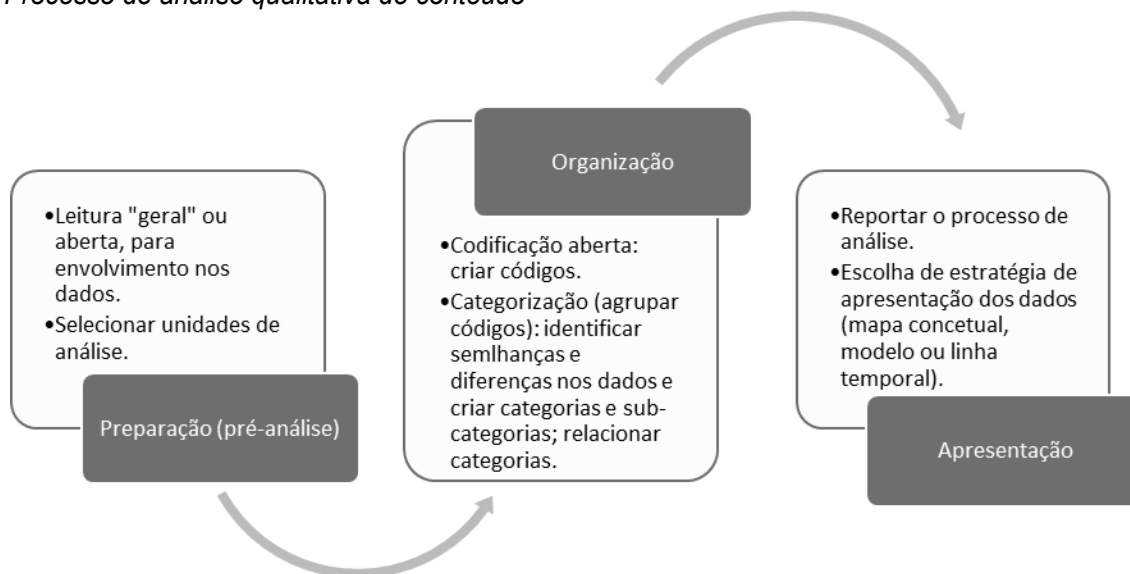 Processo de análise qualitativa de conteúdo
•Leitura "geral" ou
aberta, para
envolvimento nos
dados.
•Selecionar unidades de
análise.
Preparação (pré-análise)
Organização
•Codificação aberta:
criar códigos.
•Categorização (agrupar
códigos): identificar
semlhanças e
diferenças nos dados e
criar categorias e sub-
categorias; relacionar
categorias.
•Reportar o processo de
análise.
•Escolha de estratégia de
apresentação dos dados
(mapa concetual,
modelo ou linha
temporal).
Apresentação